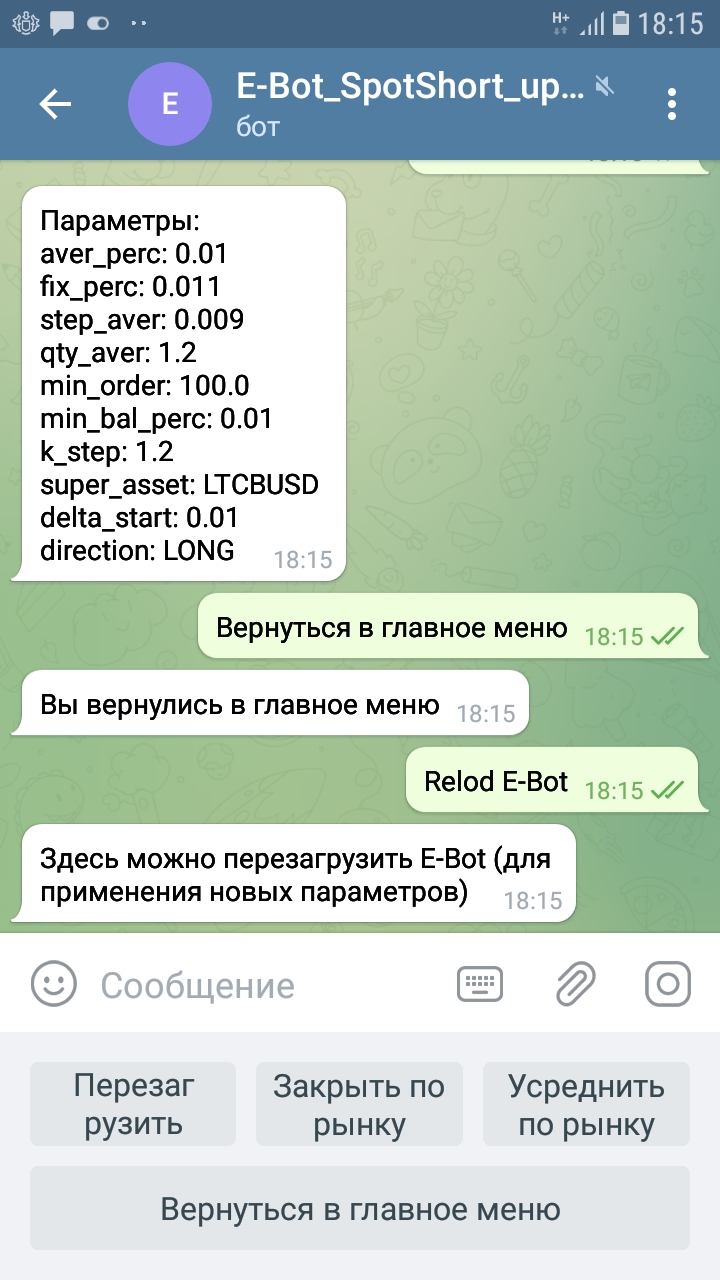 H+
18:15
E
E-Bot_SpotShort_up...
бот
Параметры:
aver_perc: 0.01
fix_perc: 0.011
step_aver: 0.009
qty_aver: 1.2
min_order: 100.0
min_bal_perc: 0.01
k_step: 1.2
super_asset: LTCBUSD
delta_start: 0.01
direction: LONG 18:15
Вернуться в главное меню 18:15
Вы вернулись в главное меню 18:15
Relod E-Bot 18:15
Здесь можно перезагрузить E-Bot (для
применения новых параметров) 18:15
Сообщение
Перезаг
рузить
Закрыть по
рынку
Усреднить
по рынку
Вернуться в главное меню